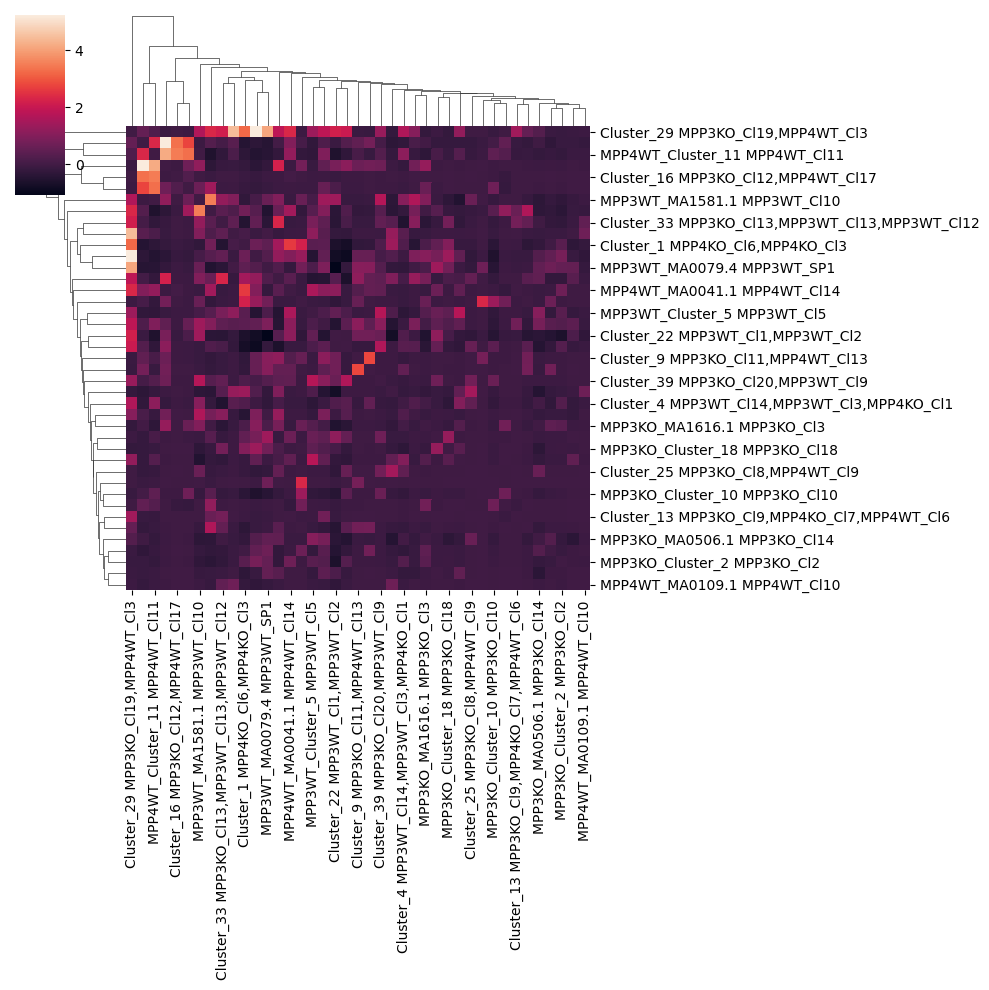 4
2
0
Cluster_29 MPP3KO_Cl19,MPP4WT_Cl3
MPP4WT_Cluster_11 MPP4WT_Cl11
Cluster_16 MPP3KO_Cl12,MPP4WT_Cl17
MPP3WT_MA1581.1 MPP3WT_Cl10
Cluster_33 MPP3KO_Cl13,MPP3WT_Cl13,MPP3WT_Cl12
Cluster_1 MPP4KO_Cl6,MPP4KO_Cl3
MPP3WT_MA0079.4 MPP3WT_SP1
MPP4WT_MA0041.1 MPP4WT_Cl14
MPP3WT_Cluster_5 MPP3WT_Cl5
Cluster_22 MPP3WT_Cl1,MPP3WT_Cl2
Cluster_9 MPP3KO_Cl11,MPP4WT_Cl13
Cluster_39 MPP3KO_Cl20,MPP3WT_Cl9
Cluster_4 MPP3WT_Cl14,MPP3WT_Cl3,MPP4KO_Cl1
MPP3KO_MA1616.1 MPP3KO_Cl3
MPP3KO_Cluster_18 MPP3KO_Cl18
Cluster_25 MPP3KO_Cl8,MPP4WT_Cl9
MPP3KO_Cluster_10 MPP3KO_Cl10
Cluster_13 MPP3KO_Cl9,MPP4KO_Cl7,MPP4WT_Cl6
MPP3KO_MA0506.1 MPP3KO_Cl14
MPP3KO_Cluster_2 MPP3KO_Cl2
MPP4WT_MA0109.1 MPP4WT_Cl10
Cluster_29 MPP3KO_Cl19,MPP4WT_Cl3
MPP4WT_Cluster_11 MPP4WT_Cl11
Cluster_16 MPP3KO_Cl12,MPP4WT_Cl17
MPP3WT_MA1581.1 MPP3WT_Cl10
Cluster_33 MPP3KO_Cl13,MPP3WT_Cl13,MPP3WT_Cl12
Cluster_1 MPP4KO_Cl6,MPP4KO_Cl3
MPP3WT_MA0079.4 MPP3WT_SP1
MPP4WT_MA0041.1 MPP4WT_Cl14
MPP3WT_Cluster_5 MPP3WT_Cl5
Cluster_22 MPP3WT_Cl1,MPP3WT_Cl2
Cluster_9 MPP3KO_Cl11,MPP4WT_Cl13
Cluster_39 MPP3KO_Cl20,MPP3WT_Cl9
Cluster_4 MPP3WT_Cl14,MPP3WT_Cl3,MPP4KO_Cl1
MPP3KO_MA1616.1 MPP3KO_Cl3
MPP3KO_Cluster_18 MPP3KO_Cl18
Cluster_25 MPP3KO_Cl8,MPP4WT_Cl9
MPP3KO_Cluster_10 MPP3KO_Cl10
Cluster_13 MPP3KO_Cl9,MPP4KO_Cl7,MPP4WT_Cl6
MPP3KO_MA0506.1 MPP3KO_Cl14
MPP3KO_Cluster_2 MPP3KO_Cl2
MPP4WT_MA0109.1 MPP4WT_Cl10